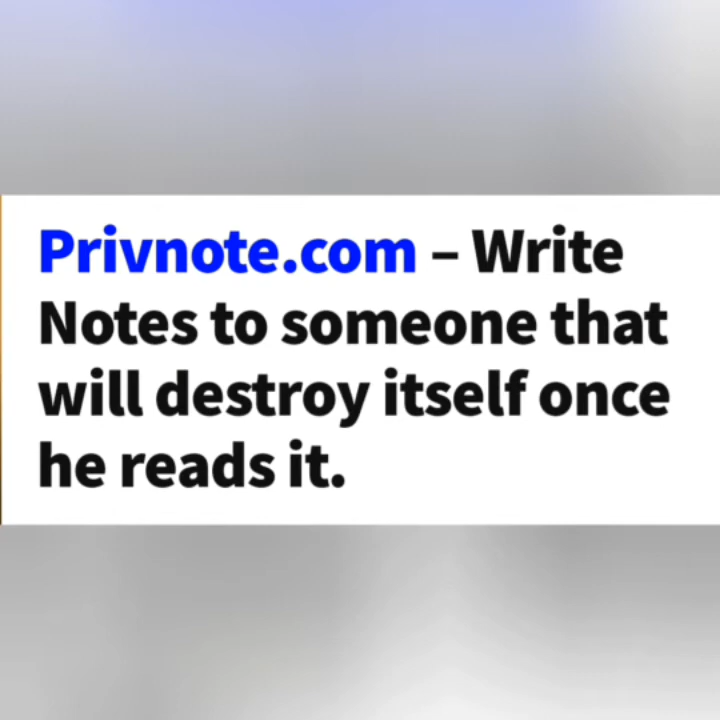 Privnote.com – Write
Notes to someone that
will destroy itself once
he reads it.